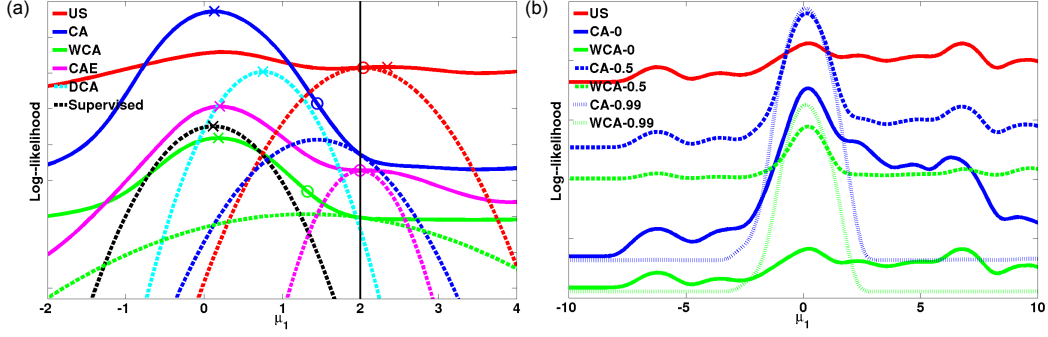 (a)
US
CA
WCA
CAE
DCA
Supervised
Log--likelihood
-2 -1 0 1 2 3 4
μ1
(b)
US
CA-0
WCA-0
CA-0.5
WCA-0.5
CA-0.99
WCA-0.99
Log--likelihood
-10 -5 0 5 10
μ1